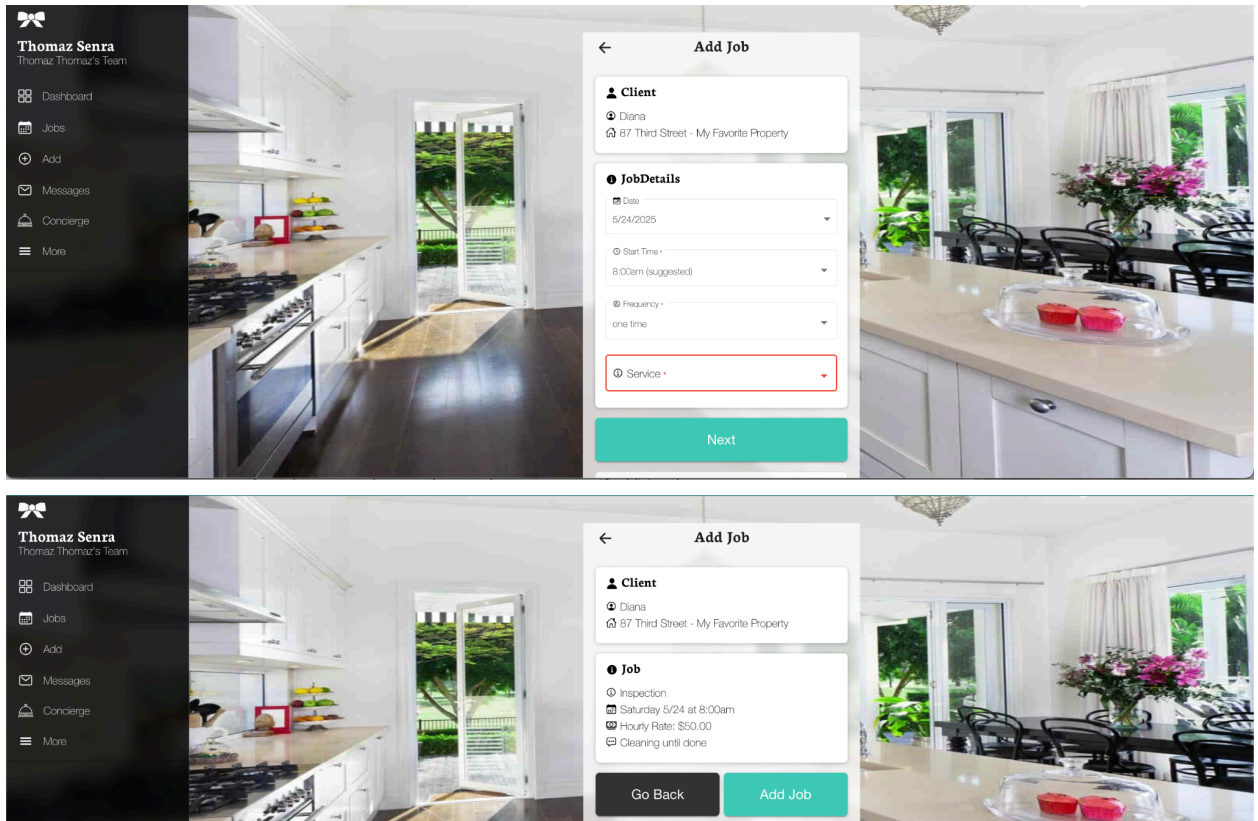 Thomaz Senra
Thomaz Thomaz's Team
Dashboard
Jobs
Add
Messages
Concierge
More
Add Job
Client
Diana
87 Third Street - My Favorite Property
JobDetails
Date
5/24/2025
Start Time *
8:00am (suggested)
Frequency *
one time
Service *
Next
Thomaz Senra
Thomaz Thomaz's Team
Dashboard
Jobs
Add
Messages
Concierge
More
Add Job
Client
Diana
87 Third Street - My Favorite Property
Job
Inspection
Saturday 5/24 at 8:00am
Hourly Rate: $50.00
Cleaning until done
Go Back
Add Job